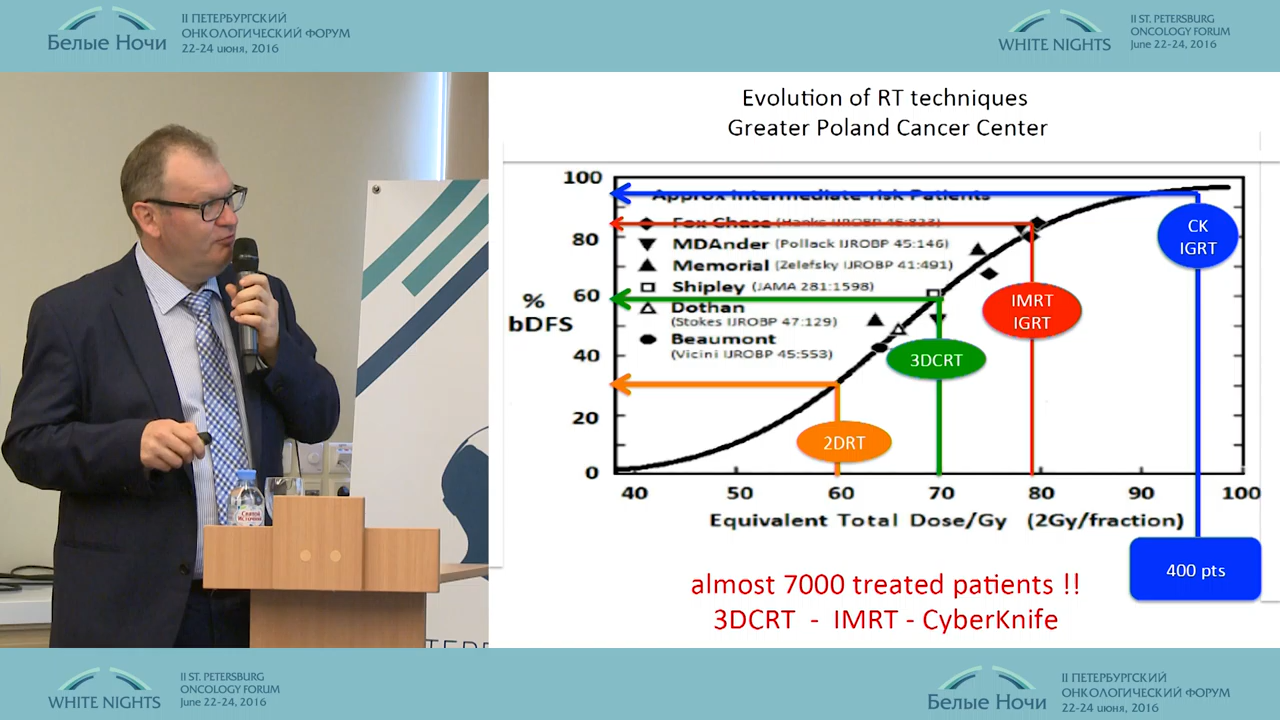 Белые Ночи
II ПЕТЕРБУРГСКИЙ
ОНКОЛОГИЧЕСКИЙ ФОРУМ
22-24 июня, 2016
WHITE NIGHTS
II ST. PETERSBURG
ONCOLOGY FORUM
June 22-24, 2016
Evolution of RT techniques
Greater Poland Cancer Center
100
80
60
40
20
0
% 
bDFS
Approx Intermediate-risk Patients
Fox Chase (Hanks IJROBP 46:823)
MDAnder (Pollack IJROBP 45:146)
Memorial (Zelefsky IJROBP 41:491)
Shipley (JAMA 281:1598)
Dothan
(Stokes IJROBP 47:129)
Beaumont
(Vicini IJROBP 45:553)
CK
IGRT
IMRT
IGRT
3DCRT
2DRT
40 50 60 70 80 90 100
Equivalent Total Dose/Gy (2Gy/fraction)
400 pts
almost 7000 treated patients !!
3DCRT - IMRT - CyberKnife
Святой
Источник
WHITE NIGHTS
II ST. PETERSBURG
ONCOLOGY FORUM
June 22-24, 2016
Белые Ночи
II ПЕТЕРБУРГСКИЙ
ОНКОЛОГИЧЕСКИЙ ФОРУМ
22-24 июня, 2016